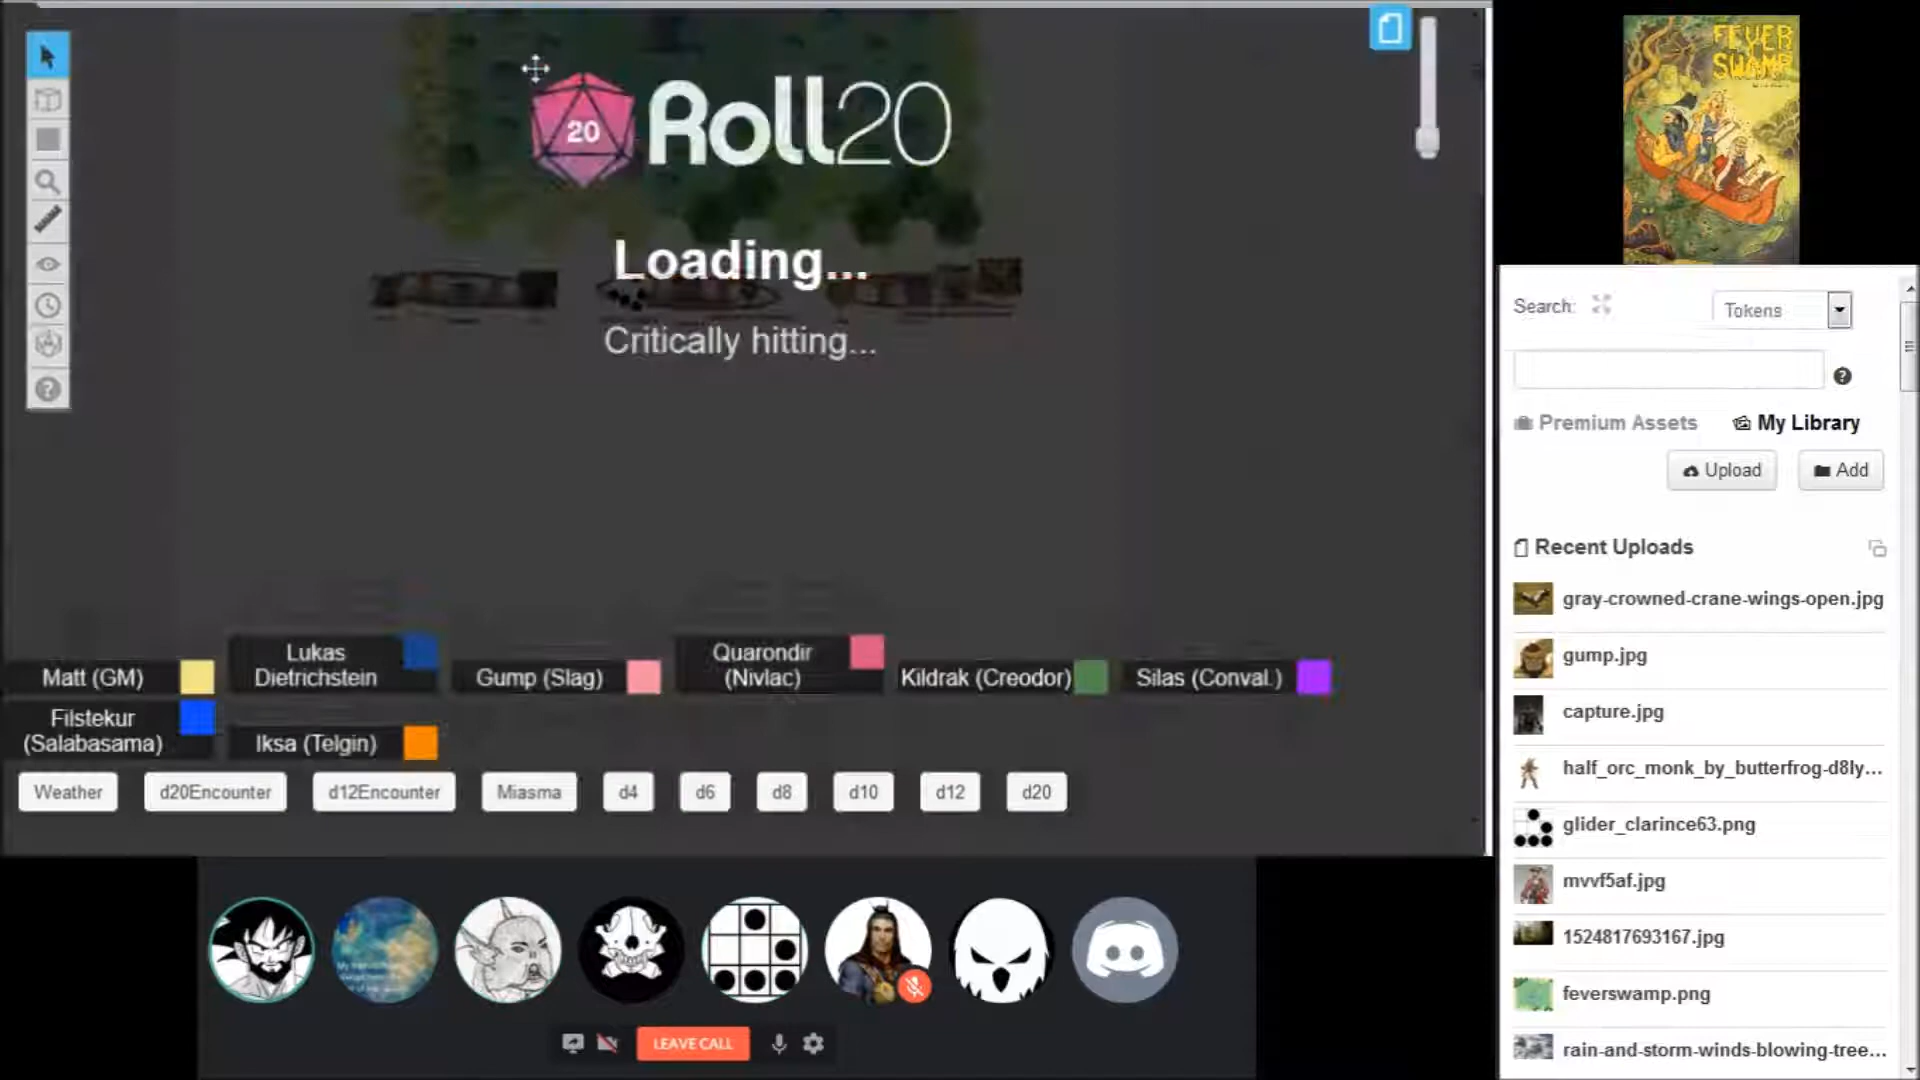 20
Roll20
Loading...
Critically hitting...
FEVER
SWAMP
Search:
Tokens
Premium Assets
My Library
Upload
Add
Recent Uploads
gray-crowned-crane-wings-open.jpg
gump.jpg
capture.jpg
half_orc_monk_by_butterfrog-d8ly...
glider_clarince63.png
mvvf5af.jpg
1524817693167.jpg
feverswamp.png
rain-and-storm-winds-blowing-tree...
Matt (GM)
Lukas
Dietrichstein
Gump (Slag)
Quarondir
(Nivlac)
Kildrak (Creodor)
Silas (Conval.)
Filstekur
(Salabasama)
Iksa (Telgin)
Weather
d20Encounter
d12Encounter
Miasma
d4
d6
d8
d10
d12
d20
LEAVE CALL